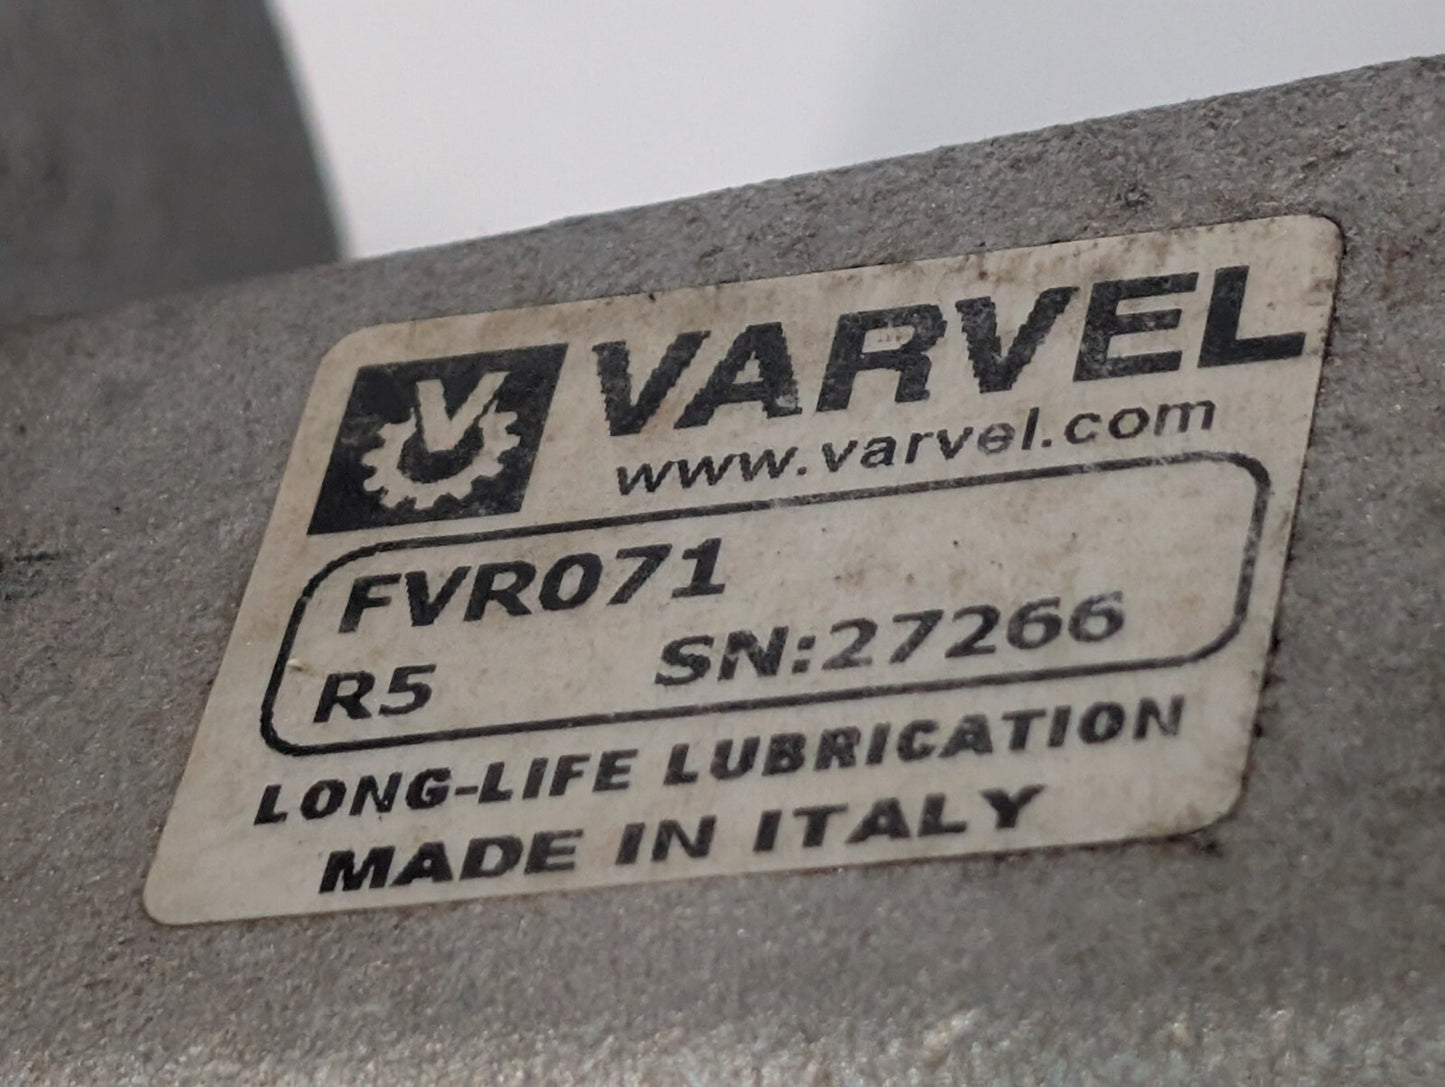 V VARVEL
www.varvel.com
FVR071
R5 SN:27266
LONG-LIFE LUBRICATION
MADE IN ITALY